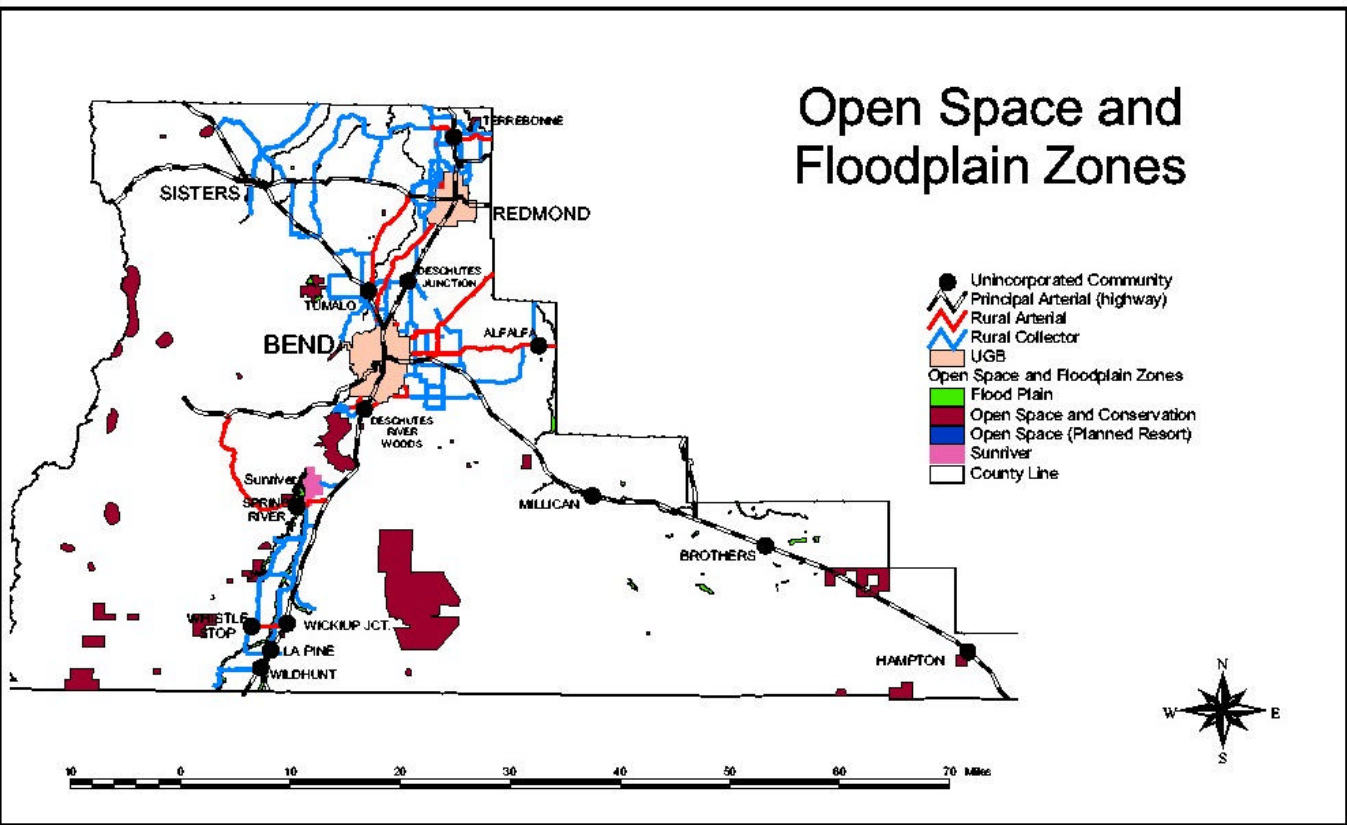 Open Space and
Floodplain Zones
TERREBONNE
SISTERS
REDMOND
DESCHUTES
JUNCTION
TUMALO
BEND
ALFALFA
DESCHUTES
RIVER
WOODS
Sunriver
SPRING
RIVER
MILLICAN
BROTHERS
WHISTLE
STOP
WICKIUP JCT.
LA PINE
WILDHUNT
HAMPTON
Unincorporated Community
Principal Arterial (highway)
Rural Arterial
Rural Collector
UGB
Open Space and Floodplain Zones
Flood Plain
Open Space and Conservation
Open Space (Planned Resort)
Sunriver
County Line
N
W E
S
10 0 10 20 30 40 50 60 70 Miles